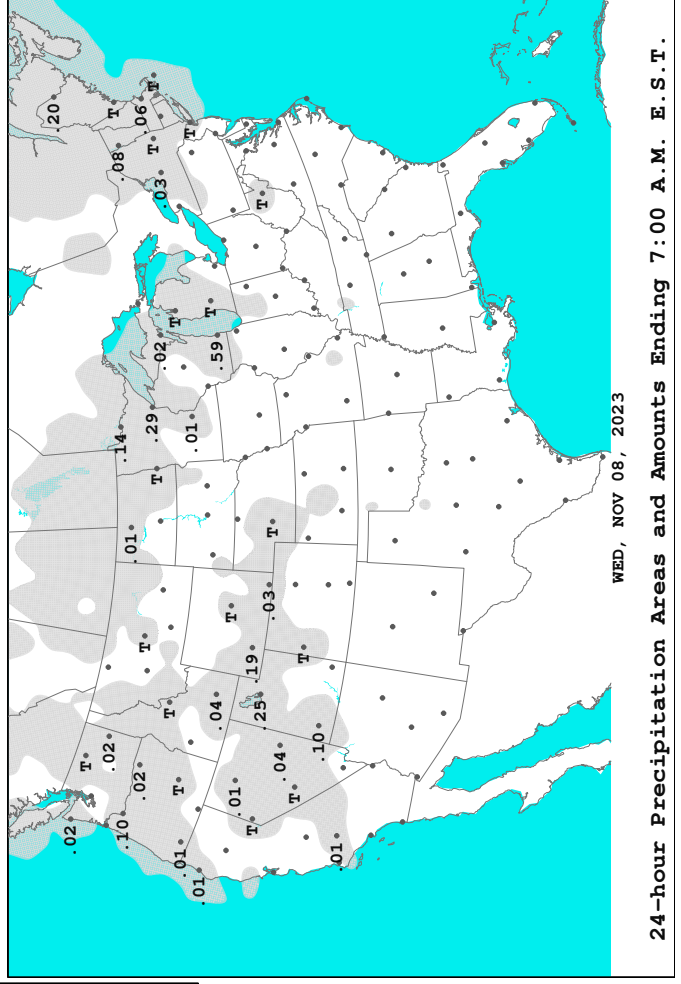 .20
.02
T
.02
T
.08
.14
.10
.01
.02
.06
T
.29
T
T
T
.02
.03
T
T
T
.01
T
.01
.01
T
.04
.59
T
.01
.19
T
.25
T
.03
T
.04
T
T
.10
.01
WED, NOV 08, 2023
24-hour Precipitation Areas and Amounts Ending 7:00 A.M. E.S.T.